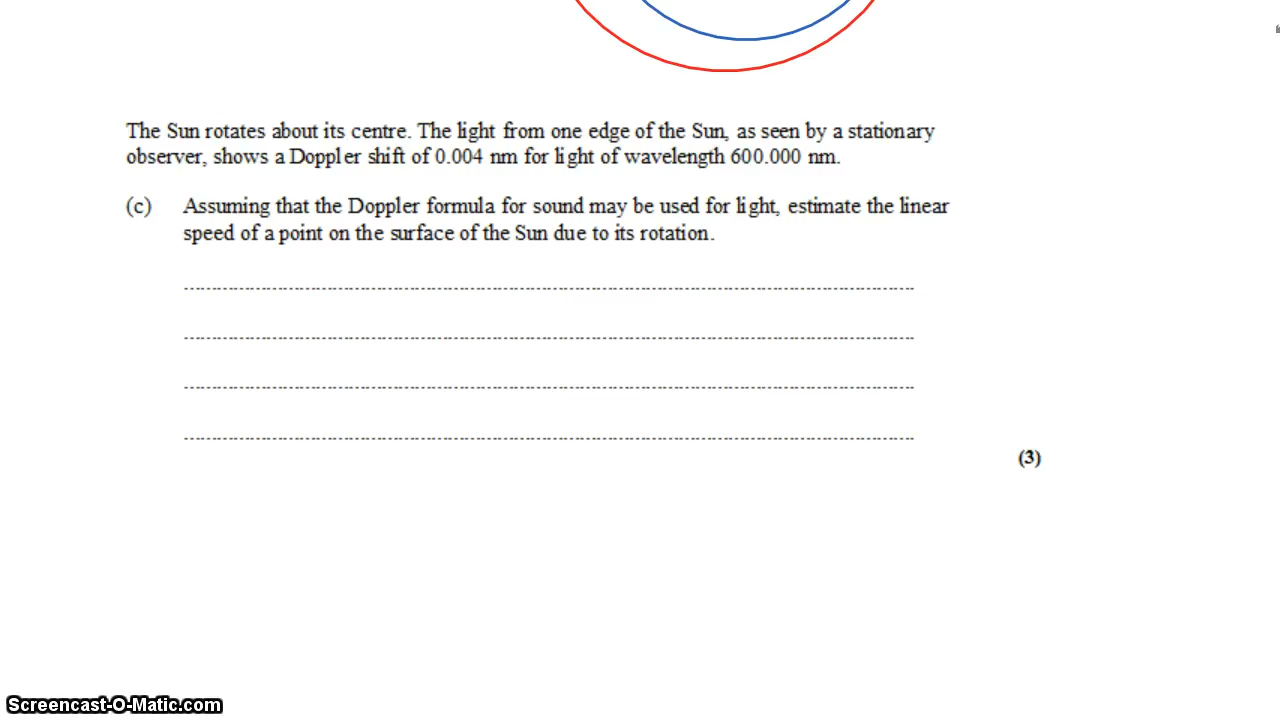 The Sun rotates about its centre. The light from one edge of the Sun, as seen by a stationary
observer, shows a Doppler shift of 0.004 nm for light of wavelength 600.000 nm.
(c) Assuming that the Doppler formula for sound may be used for light, estimate the linear
speed of a point on the surface of the Sun due to its rotation.
(3)
Screencast-O-Matic.com